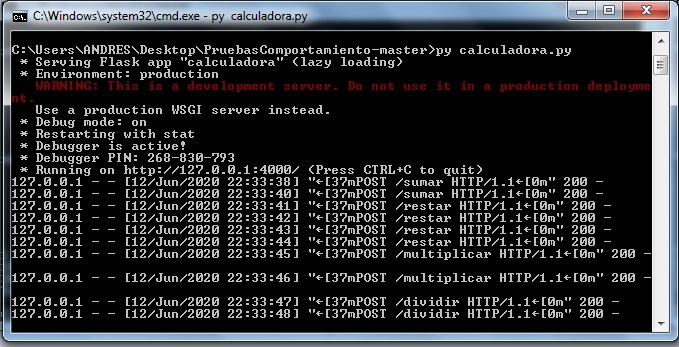 C:\Windows\system32\cmd.exe - py  calculadora.py
C:\Users\ANDRES\Desktop\PruebasComportamiento-master>py calculadora.py
 * Serving Flask app "calculadora" (lazy loading)
 * Environment: production
   WARNING: This is a development server. Do not use it in a production deployme
nt.
   Use a production WSGI server instead.
 * Debug mode: on
 * Restarting with stat
 * Debugger is active!
 * Debugger PIN: 268-830-793
 * Running on http://127.0.0.1:4000/ (Press CTRL+C to quit)
127.0.0.1 - - [12/Jun/2020 22:33:38] "←[37mPOST /sumar HTTP/1.1←[0m" 200 -
127.0.0.1 - - [12/Jun/2020 22:33:40] "←[37mPOST /sumar HTTP/1.1←[0m" 200 -
127.0.0.1 - - [12/Jun/2020 22:33:41] "←[37mPOST /restar HTTP/1.1←[0m" 200 -
127.0.0.1 - - [12/Jun/2020 22:33:42] "←[37mPOST /restar HTTP/1.1←[0m" 200 -
127.0.0.1 - - [12/Jun/2020 22:33:43] "←[37mPOST /restar HTTP/1.1←[0m" 200 -
127.0.0.1 - - [12/Jun/2020 22:33:44] "←[37mPOST /restar HTTP/1.1←[0m" 200 -
127.0.0.1 - - [12/Jun/2020 22:33:45] "←[37mPOST /multiplicar HTTP/1.1←[0m" 200 -
127.0.0.1 - - [12/Jun/2020 22:33:46] "←[37mPOST /multiplicar HTTP/1.1←[0m" 200 -
127.0.0.1 - - [12/Jun/2020 22:33:47] "←[37mPOST /dividir HTTP/1.1←[0m" 200 -
127.0.0.1 - - [12/Jun/2020 22:33:48] "←[37mPOST /dividir HTTP/1.1←[0m" 200 -